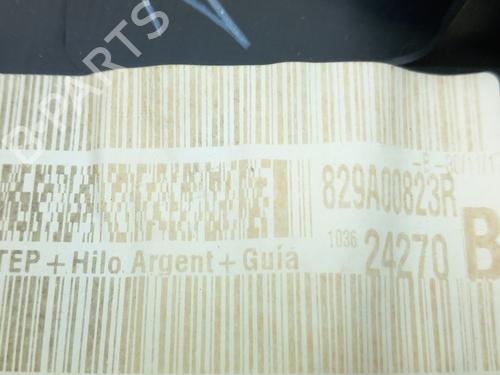 B-PARTS
829A00823R
1036 24270 B
TEP + Hilo Argent + Guía